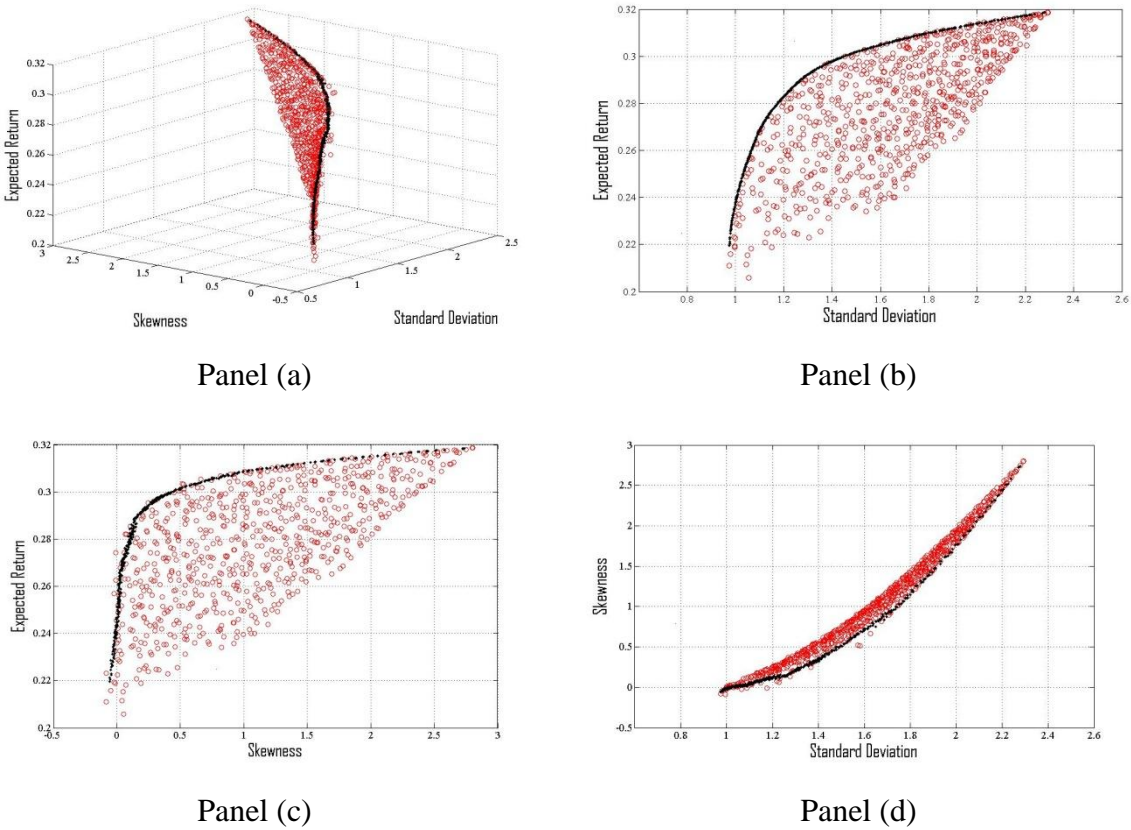 0.32
0.3
0.28
0.26
0.24
0.22
0.2
Expected Return
3
2.5
2
1.5
1
0.5
0
-0.5
Skewness
0.5
1
1.5
2
2.5
Standard Deviation
Panel (a)
0.32
0.3
0.28
0.26
0.24
0.22
0.2
Expected Return
0.8 1 1.2 1.4 1.6 1.8 2 2.2 2.4 2.6
Standard Deviation
Panel (b)
0.32
0.3
0.28
0.26
0.24
0.22
0.2
Expected Return
-0.5 0 0.5 1 1.5 2 2.5 3
Skewness
Panel (c)
3
2.5
2
1.5
1
0.5
0
-0.5
Skewness
0.8 1 1.2 1.4 1.6 1.8 2 2.2 2.4 2.6
Standard Deviation
Panel (d)